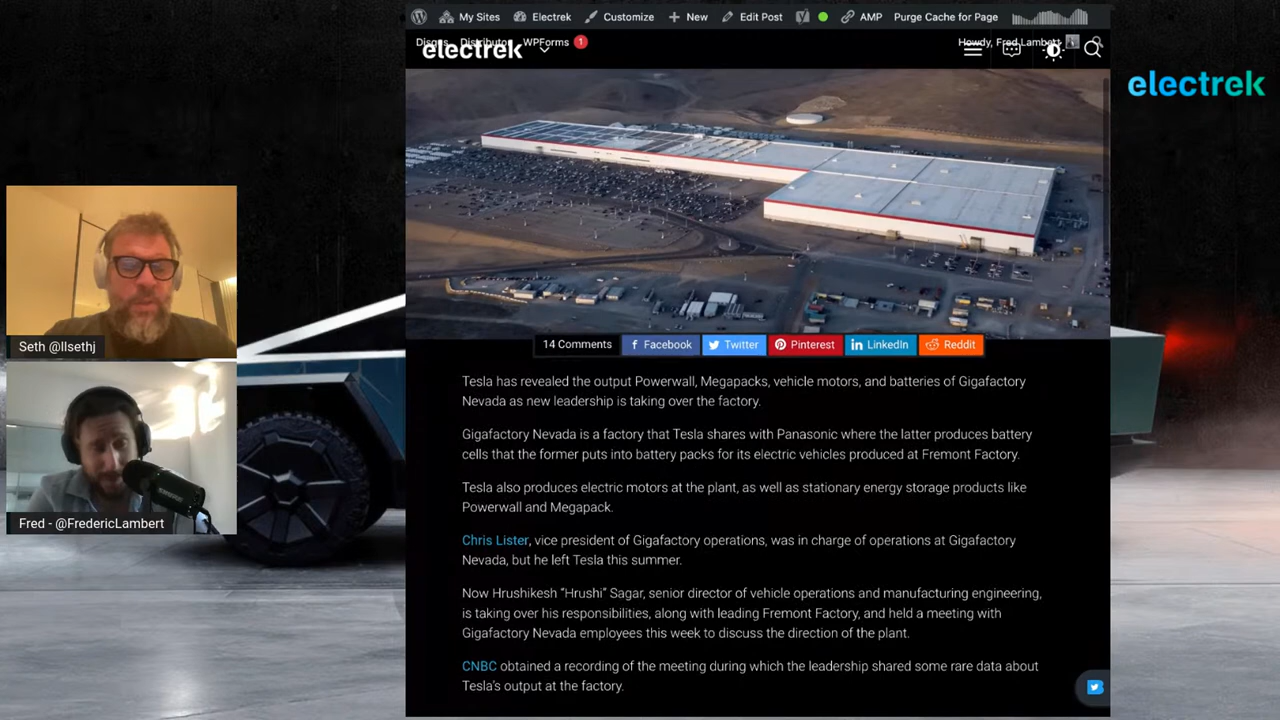 My Sites Electrek Customize New Edit Post AMP Purge Cache for Page
Disqus Distributor WPForms 1 Howdy, Fred Lambert
electrek
electrek
14 Comments Facebook Twitter Pinterest LinkedIn Reddit
Tesla has revealed the output Powerwall, Megapacks, vehicle motors, and batteries of Gigafactory
Nevada as new leadership is taking over the factory.
Gigafactory Nevada is a factory that Tesla shares with Panasonic where the latter produces battery
cells that the former puts into battery packs for its electric vehicles produced at Fremont Factory.
Tesla also produces electric motors at the plant, as well as stationary energy storage products like
Powerwall and Megapack.
Chris Lister, vice president of Gigafactory operations, was in charge of operations at Gigafactory
Nevada, but he left Tesla this summer.
Now Hrushikesh “Hrushi” Sagar, senior director of vehicle operations and manufacturing engineering,
is taking over his responsibilities, along with leading Fremont Factory, and held a meeting with
Gigafactory Nevada employees this week to discuss the direction of the plant.
CNBC obtained a recording of the meeting during which the leadership shared some rare data about
Tesla’s output at the factory.
Seth @llsethj
Fred - @FredericLambert